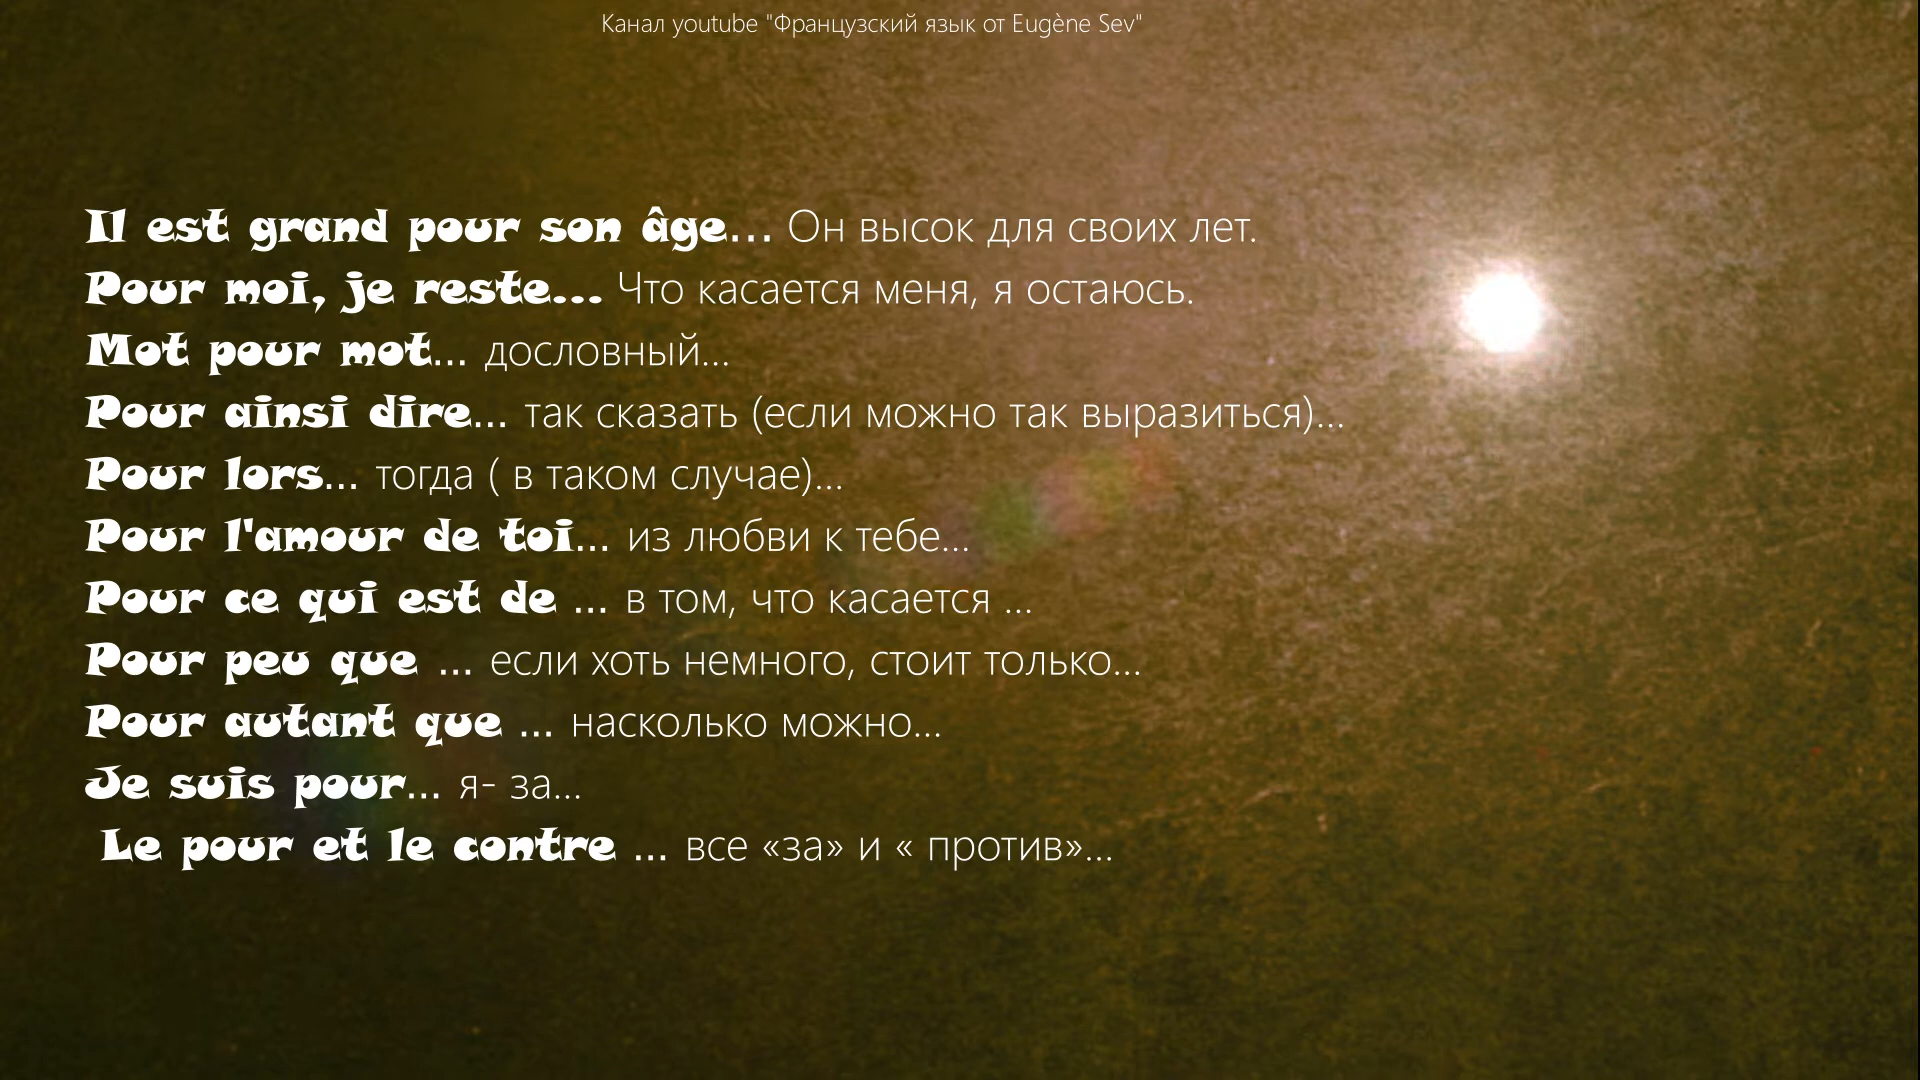 Канал youtube "Французский язык от Eugène Sev"
Il est grand pour son âge... Он высок для своих лет.
Pour moi, je reste... Что касается меня, я остаюсь.
Mot pour mot... дословный...
Pour ainsi dire... так сказать (если можно так выразиться)...
Pour lors... тогда ( в таком случае)...
Pour l'amour de toi... из любви к тебе...
Pour ce qui est de ... в том, что касается ...
Pour peu que ... если хоть немного, стоит только...
Pour autant que ... насколько можно...
Je suis pour... я- за...
Le pour et le contre ... все «за» и « против»...